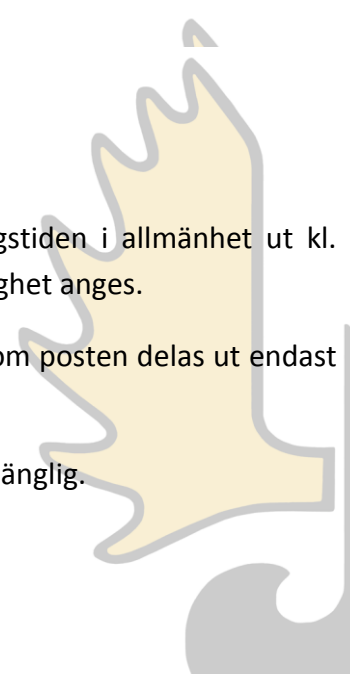 gstiden i allmänhet ut kl.
ghet anges.
om posten delas ut endast
änglig.